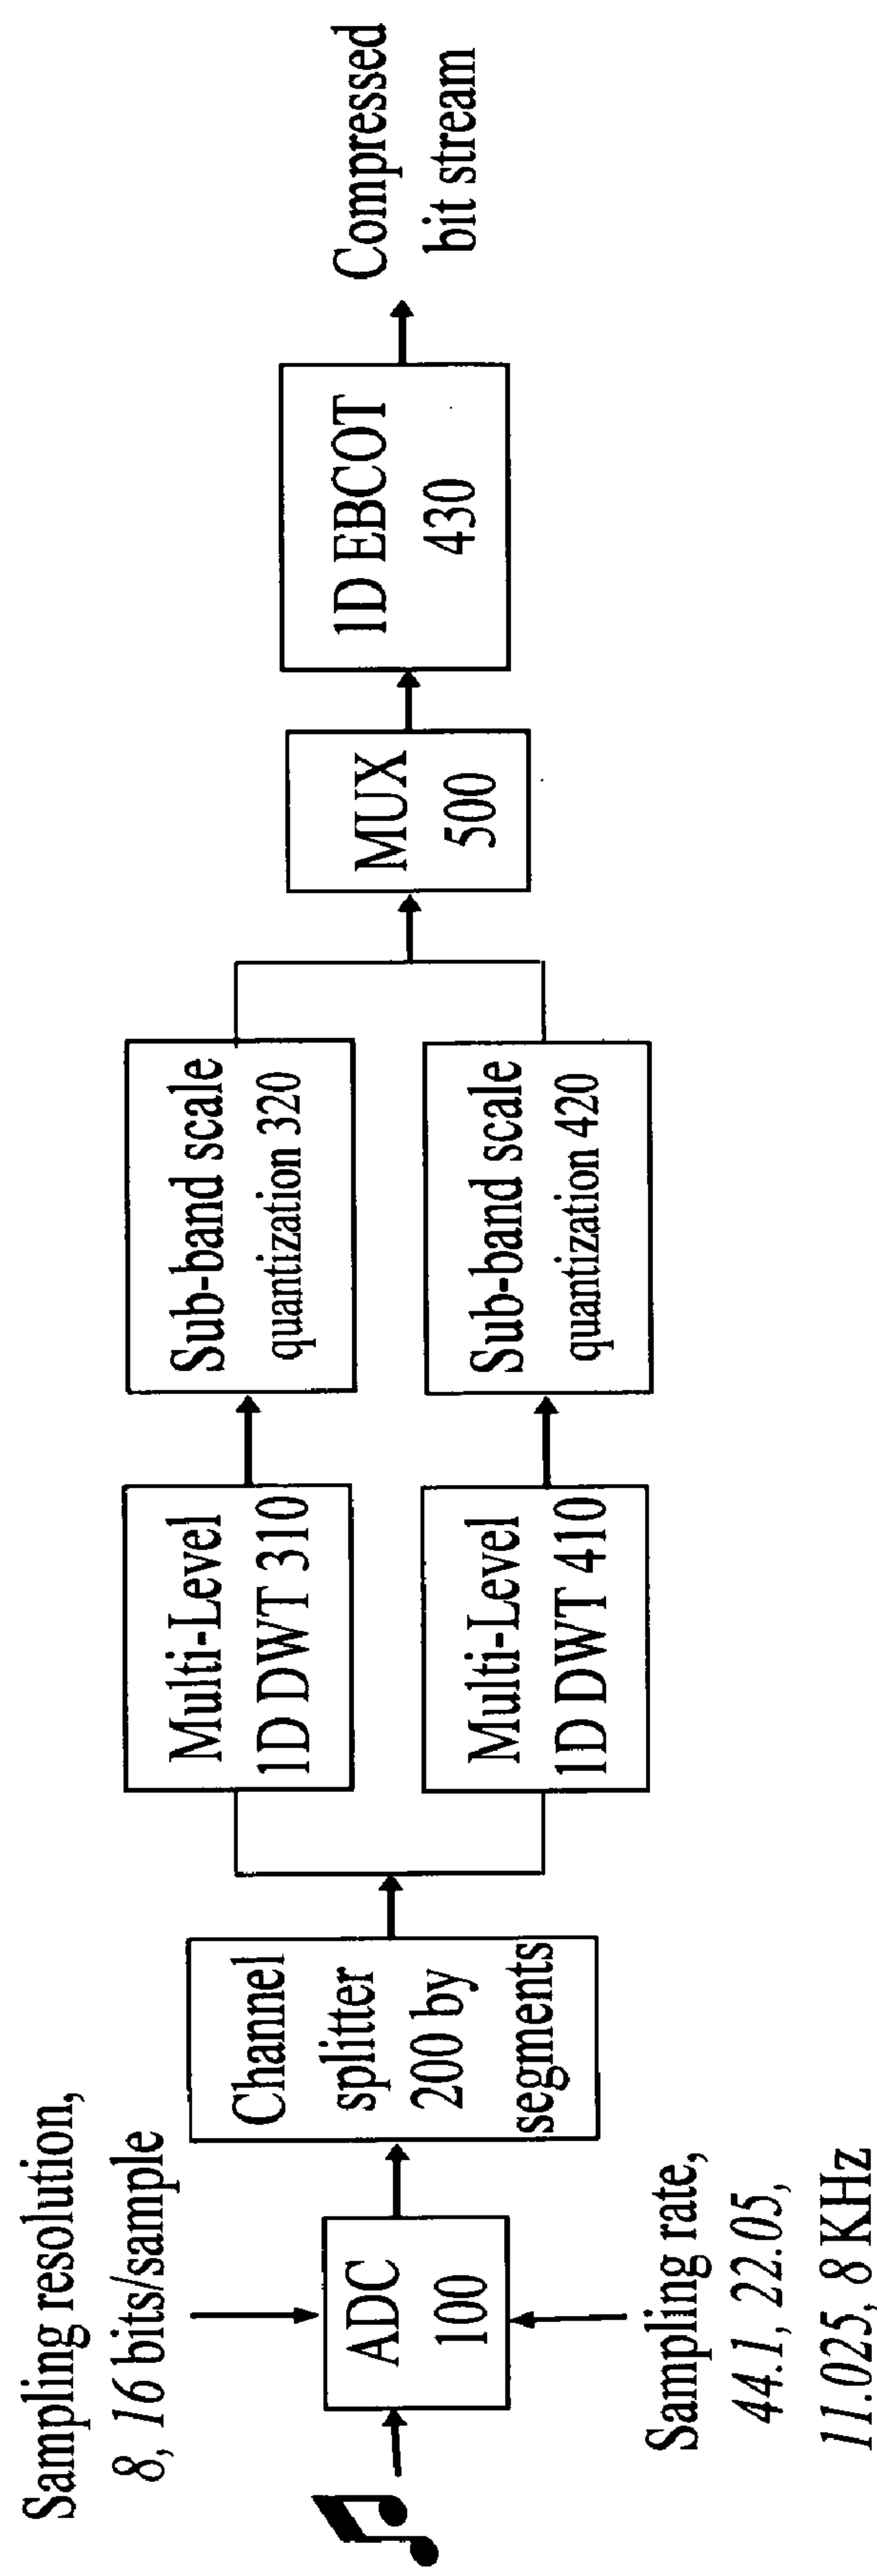 Sampling resolution,
8, 16 bits/sample
ADC
100
Sampling rate,
44.1, 22.05,
11.025, 8 KHz
Channel
splitter
200 by
segments
Multi-Level
1D DWT 310
Multi-Level
1D DWT 410
Sub-band scale
quantization 320
Sub-band scale
quantization 420
MUX
500
1D EBCOT
430
Compressed
bit stream